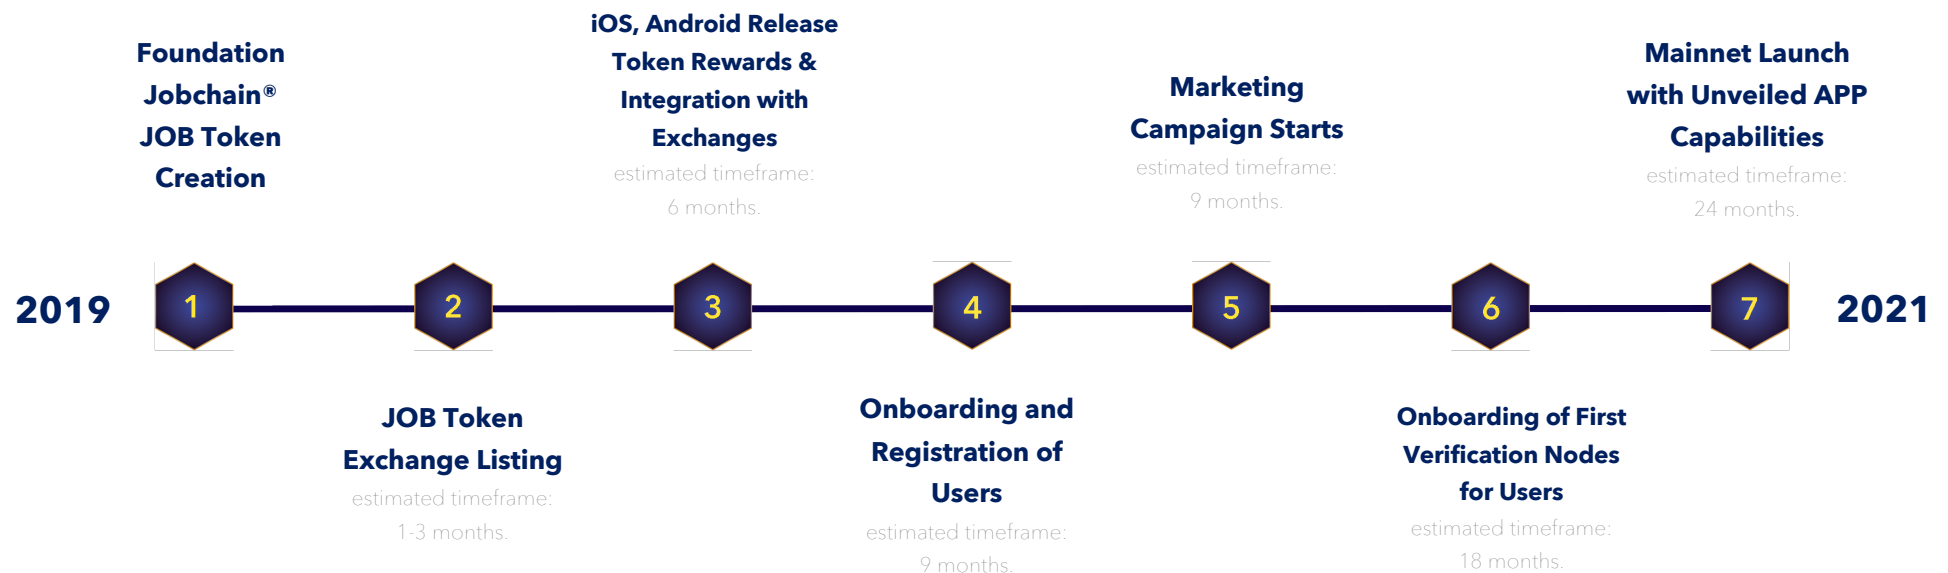 Foundation
Jobchain®
JOB Token
Creation
iOS, Android Release
Token Rewards &
Integration with
Exchanges
estimated timeframe:
6 months.
Marketing
Campaign Starts
estimated timeframe:
9 months.
Mainnet Launch
with Unveiled APP
Capabilities
estimated timeframe:
24 months.
2019
1
2
3
4
5
6
7
2021
JOB Token
Exchange Listing
estimated timeframe:
1-3 months.
Onboarding and
Registration of
Users
estimated timeframe:
9 months.
Onboarding of First
Verification Nodes
for Users
estimated timeframe:
18 months.